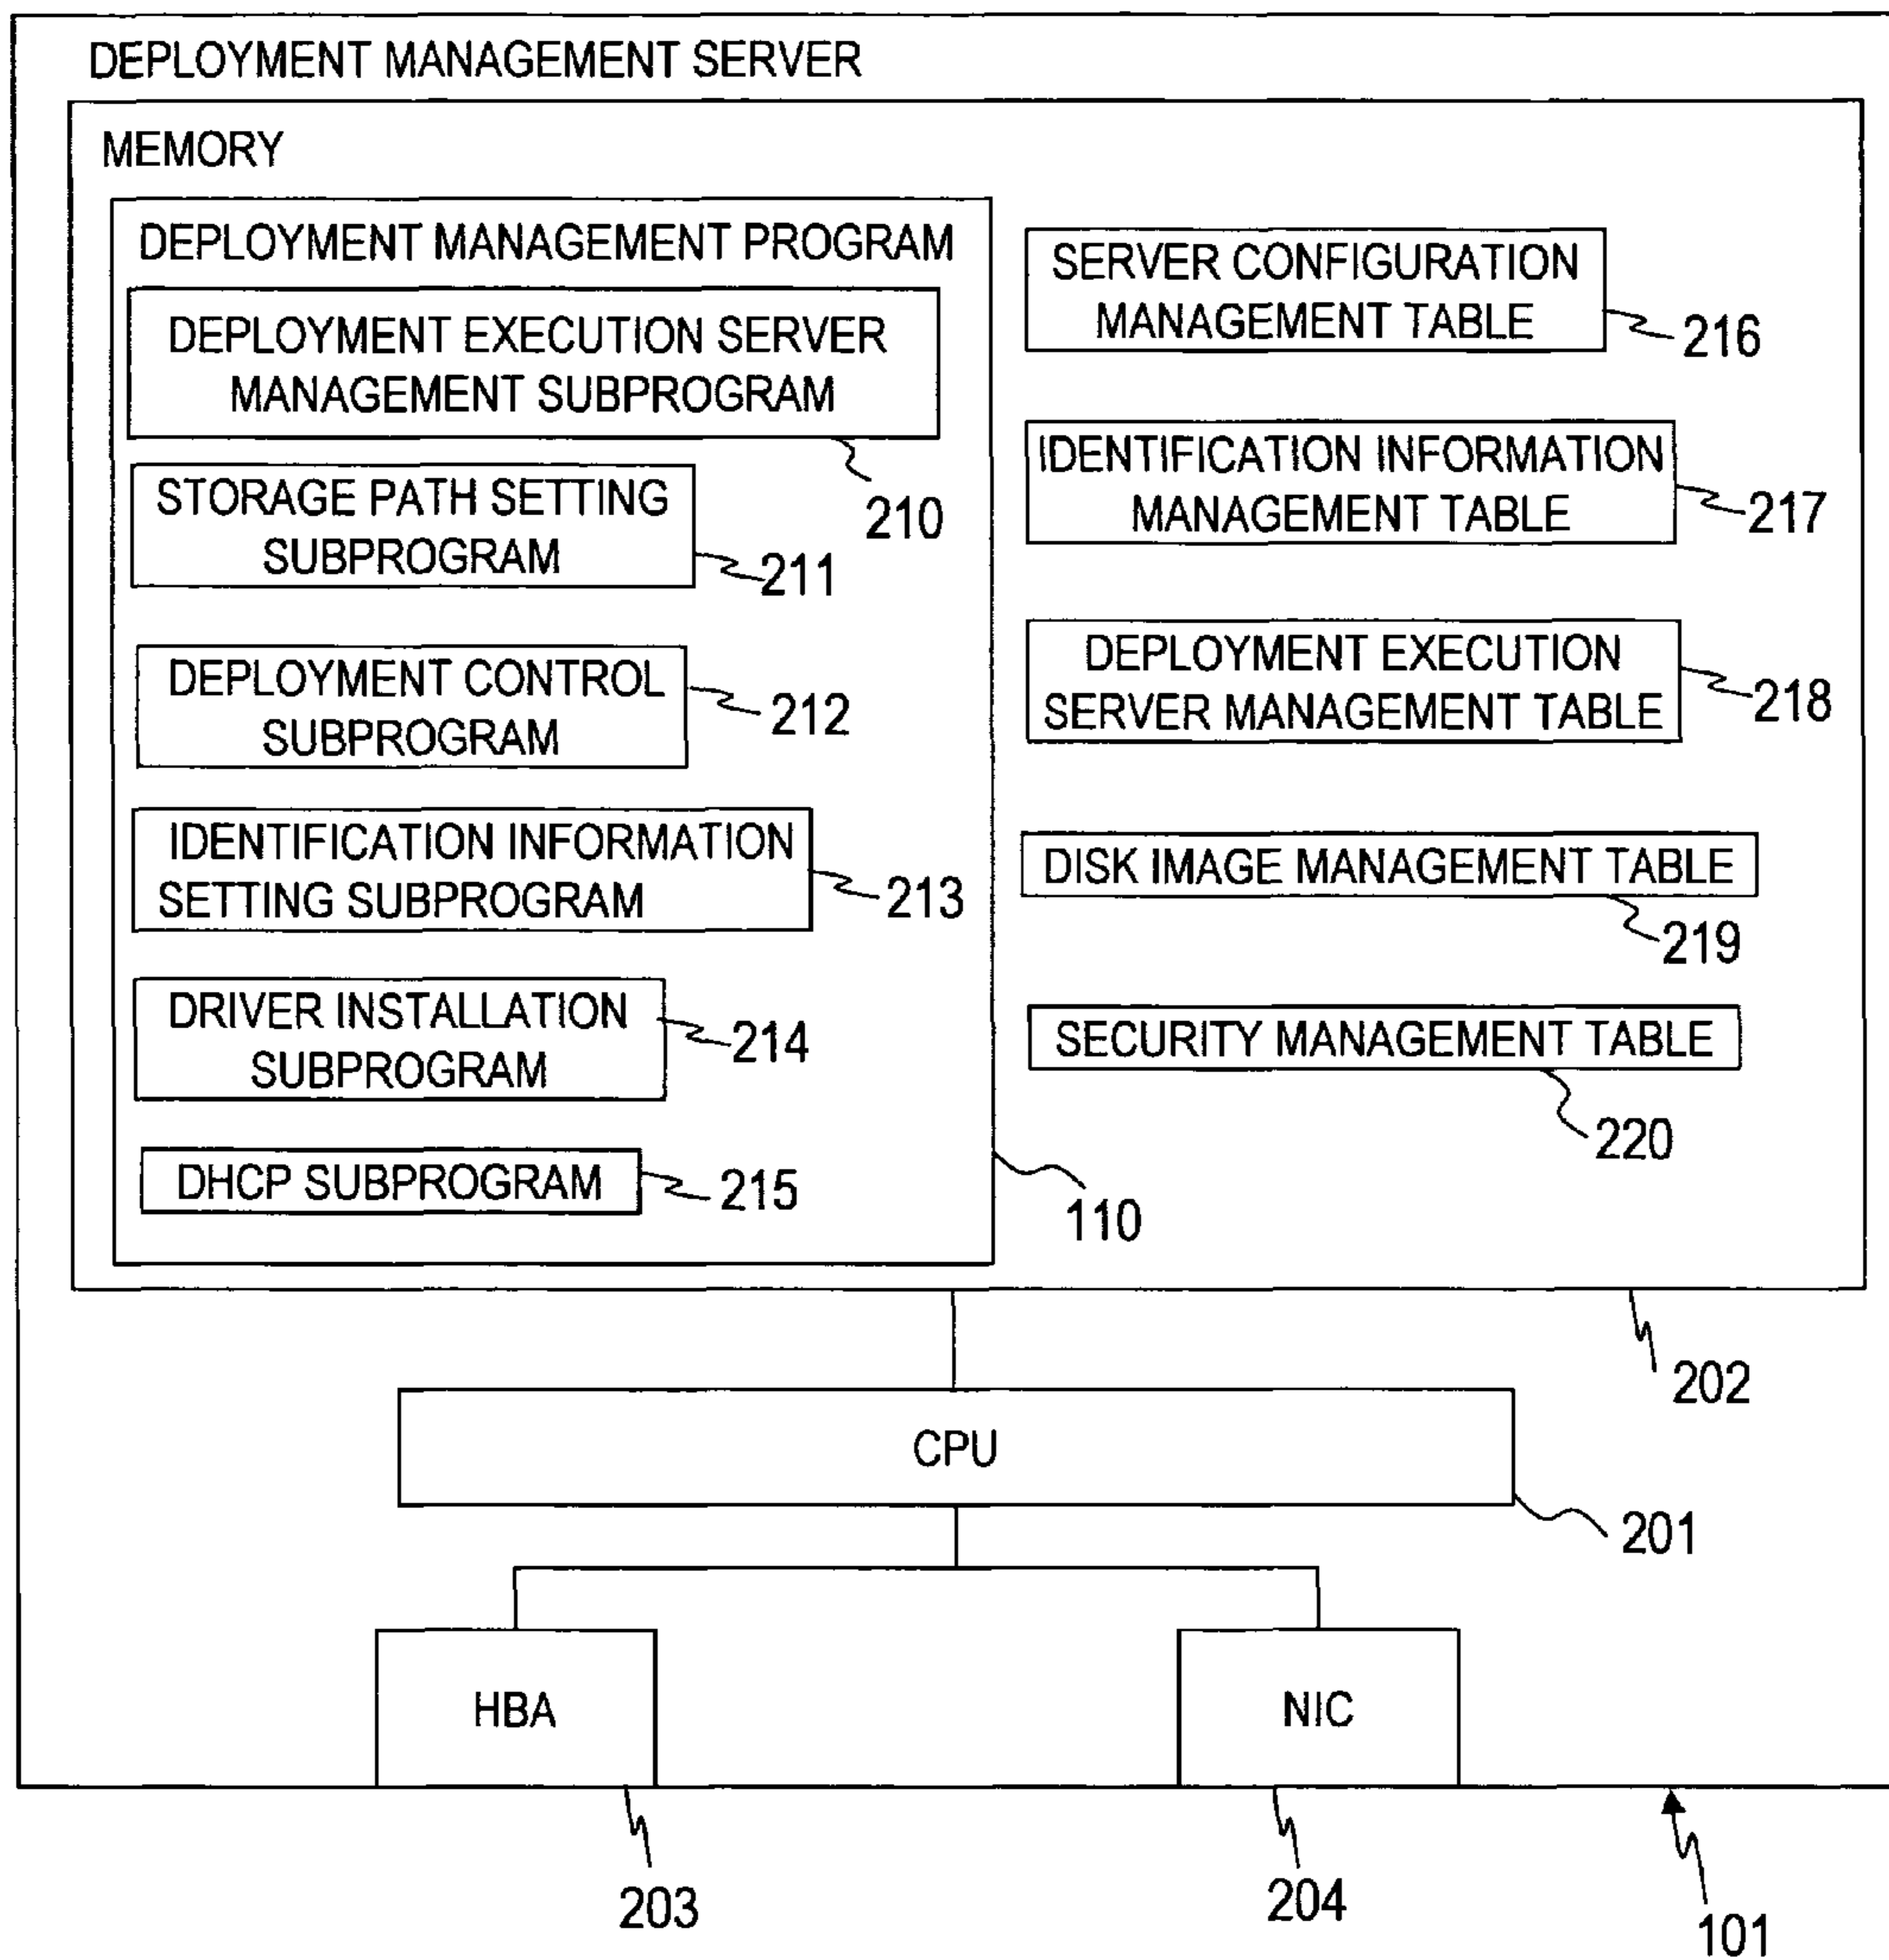 DEPLOYMENT MANAGEMENT SERVER
MEMORY
DEPLOYMENT MANAGEMENT PROGRAM
DEPLOYMENT EXECUTION SERVER
MANAGEMENT SUBPROGRAM
210
STORAGE PATH SETTING
SUBPROGRAM
211
DEPLOYMENT CONTROL
SUBPROGRAM
212
IDENTIFICATION INFORMATION
SETTING SUBPROGRAM
213
DRIVER INSTALLATION
SUBPROGRAM
214
DHCP SUBPROGRAM
215
110
SERVER CONFIGURATION
MANAGEMENT TABLE
216
IDENTIFICATION INFORMATION
MANAGEMENT TABLE
217
DEPLOYMENT EXECUTION
SERVER MANAGEMENT TABLE
218
DISK IMAGE MANAGEMENT TABLE
219
SECURITY MANAGEMENT TABLE
220
202
CPU
201
HBA
NIC
203
204
101